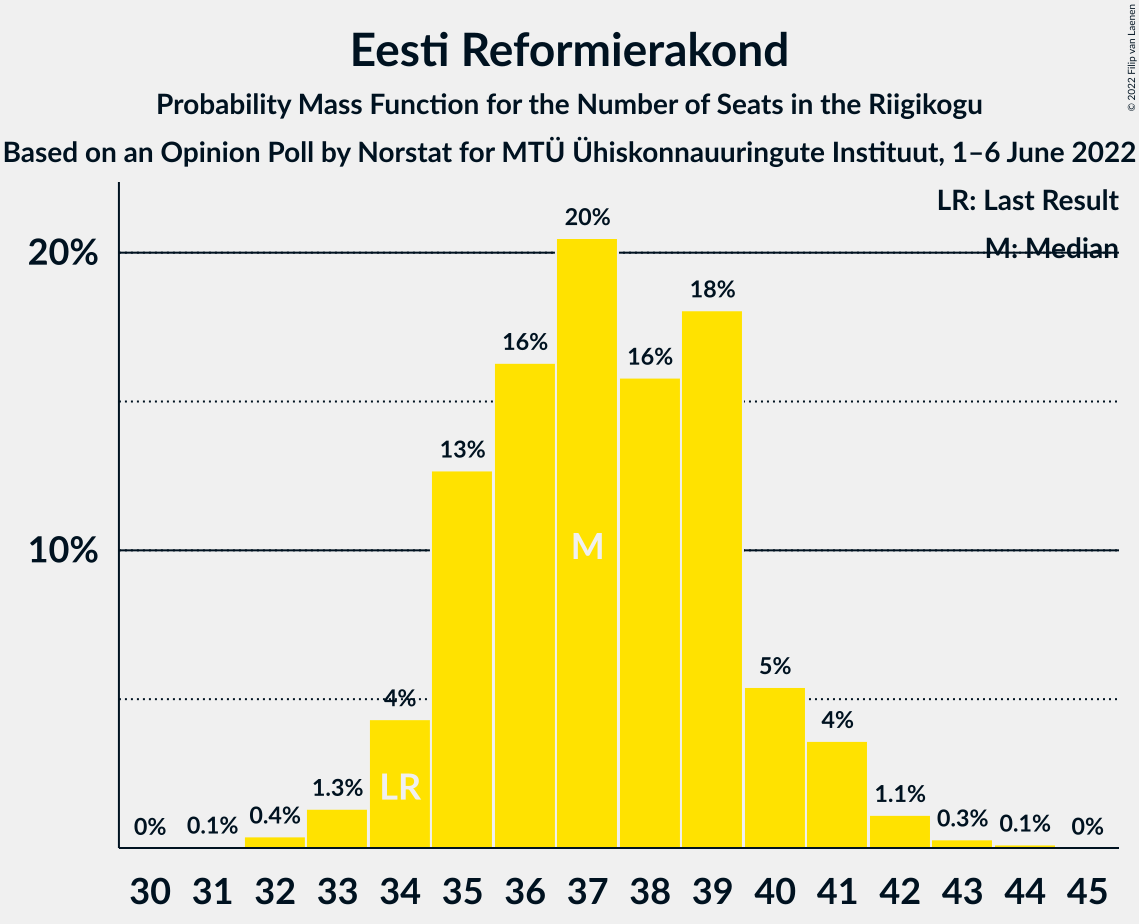 Eesti Reformierakond
Probability Mass Function for the Number of Seats in the Riigikogu
Based on an Opinion Poll by Norstat for MTÜ Ühiskonnauuringute Instituut, 1–6 June 2022
© 2022 Filip van Laenen
LR: Last Result
M: Median
20%
10%
0%
0.1%
0.4%
1.3%
4%
13%
16%
20%
16%
18%
5%
4%
1.1%
0.3%
0.1%
0%
LR
M
30 31 32 33 34 35 36 37 38 39 40 41 42 43 44 45